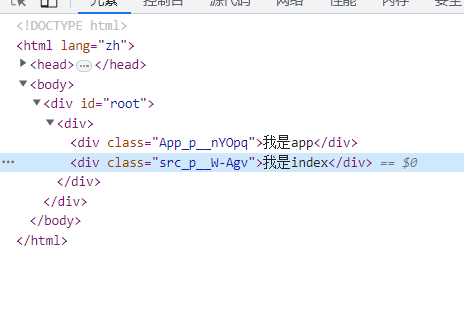 元素 控制台 源代码 网络 性能 内存 应用
<!DOCTYPE html>
<html lang="zh">
<head>…</head>
<body>
<div id="root">
<div>
<div class="App_p__nYOpq">我是app</div>
… <div class="src_p__W-Agv">我是index</div> == $0
</div>
</div>
</body>
</html>